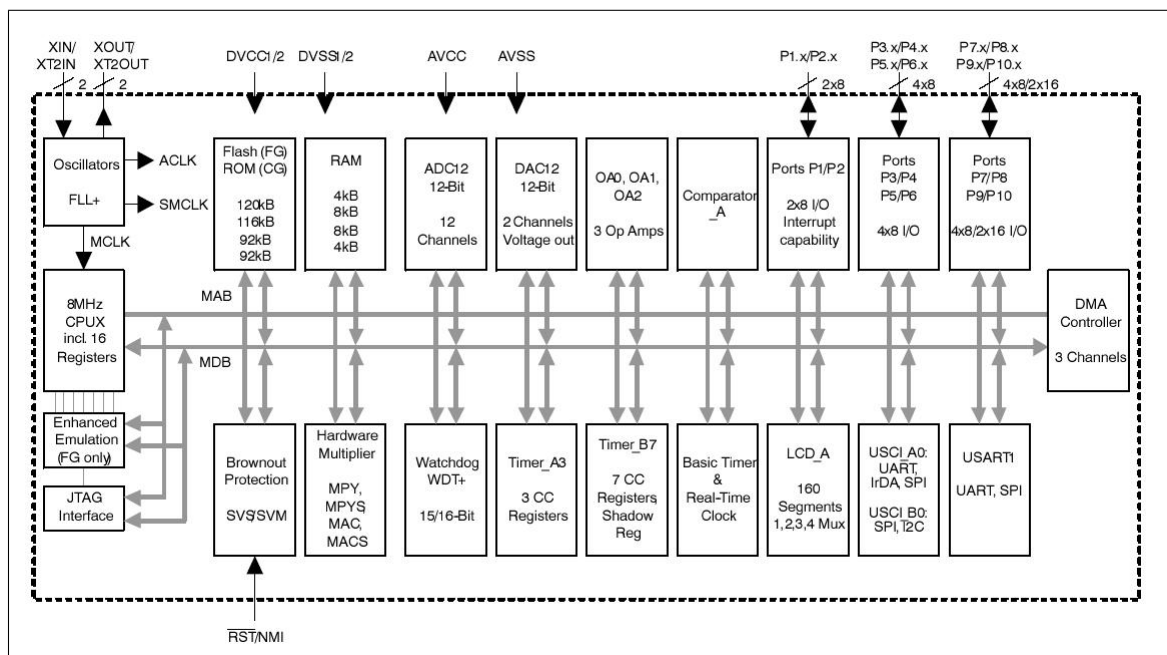 XIN/
XT2IN
XOUT/
XT2OUT
DVCC1/2
DVSS1/2
AVCC
AVSS
P1.x/P2.x
P3.x/P4.x
P5.x/P6.x
P7.x/P8.x
P9.x/P10.x
2
2
2x8
4x8
4x8/2x16
Oscillators
FLL+
ACLK
SMCLK
MCLK
Flash (FG)
ROM (CG)
120kB
116kB
92kB
92kB
RAM
4kB
8kB
8kB
4kB
ADC12
12-Bit
12
Channels
DAC12
12-Bit
2 Channels
Voltage out
OA0, OA1,
OA2
3 Op Amps
Comparator
_A
Ports P1/P2
2x8 I/O
Interrupt
capability
Ports
P3/P4
P5/P6
4x8 I/O
Ports
P7/P8
P9/P10
4x8/2x16 I/O
8MHz
CPUX
incl. 16
Registers
MAB
MDB
DMA
Controller
3 Channels
Enhanced
Emulation
(FG only)
JTAG
Interface
Brownout
Protection
SVS/SVM
Hardware
Multiplier
MPY,
MPYS,
MAC,
MACS
Watchdog
WDT+
15/16-Bit
Timer_A3
3 CC
Registers
Timer_B7
7 CC
Registers,
Shadow
Reg
Basic Timer
&
Real-Time
Clock
LCD_A
160
Segments
1,2,3,4 Mux
USCI_A0:
UART,
IrDA, SPI
USCI_B0:
SPI, I2C
USART1
UART, SPI
RST/NMI